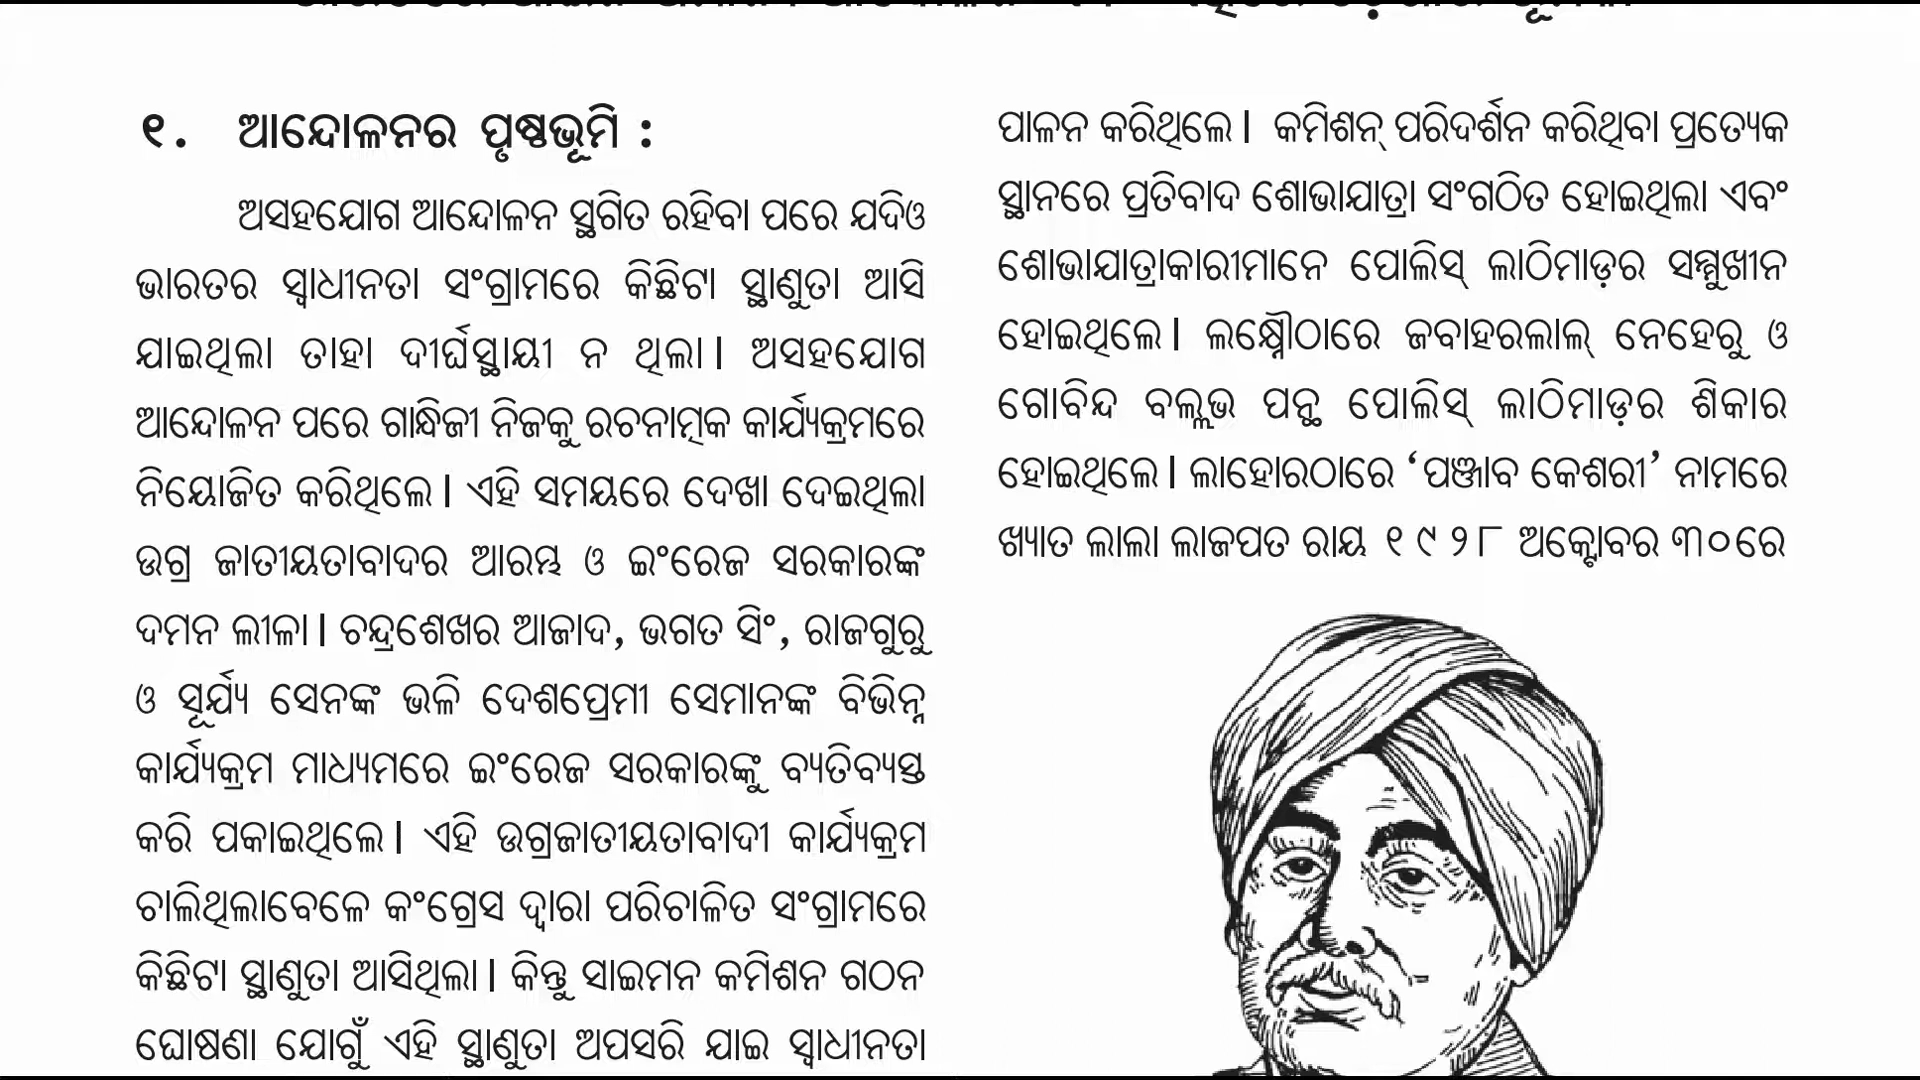 ୧. ଆନ୍ଦୋଳନର ପୃଷ୍ଠଭୂମି :
ଅସହଯୋଗ ଆନ୍ଦୋଳନ ସ୍ଥଗିତ ରହିବା ପରେ ଯଦିଓ
ଭାରତର ସ୍ୱାଧୀନତା ସଂଗ୍ରାମରେ କିଛିଟା ସ୍ଥାଣୁତା ଆସି
ଯାଇଥିଲା ତାହା ଦୀର୍ଘସ୍ଥାୟୀ ନ ଥିଲା। ଅସହଯୋଗ
ଆନ୍ଦୋଳନ ପରେ ଗାନ୍ଧିଜୀ ନିଜକୁ ରଚନାତ୍ମକ କାର୍ଯ୍ୟକ୍ରମରେ
ନିୟୋଜିତ କରିଥିଲେ। ଏହି ସମୟରେ ଦେଖା ଦେଇଥିଲା
ଉଗ୍ର ଜାତୀୟତାବାଦର ଆରମ୍ଭ ଓ ଇଂରେଜ ସରକାରଙ୍କ
ଦମନ ଲୀଳା। ଚନ୍ଦ୍ରଶେଖର ଆଜାଦ, ଭଗତ ସିଂ, ରାଜଗୁରୁ
ଓ ସୂର୍ଯ୍ୟ ସେନଙ୍କ ଭଳି ଦେଶପ୍ରେମୀ ସେମାନଙ୍କ ବିଭିନ୍ନ
କାର୍ଯ୍ୟକ୍ରମ ମାଧ୍ୟମରେ ଇଂରେଜ ସରକାରଙ୍କୁ ବ୍ୟତିବ୍ୟସ୍ତ
କରି ପକାଇଥିଲେ। ଏହି ଉଗ୍ରଜାତୀୟତାବାଦୀ କାର୍ଯ୍ୟକ୍ରମ
ଚାଲିଥିଲାବେଳେ କଂଗ୍ରେସ ଦ୍ୱାରା ପରିଚାଳିତ ସଂଗ୍ରାମରେ
କିଛିଟା ସ୍ଥାଣୁତା ଆସିଥିଲା। କିନ୍ତୁ ସାଇମନ କମିଶନ ଗଠନ
ଘୋଷଣା ଯୋଗୁଁ ଏହି ସ୍ଥାଣୁତା ଅପସରି ଯାଇ ସ୍ୱାଧୀନତା
ପାଳନ କରିଥିଲେ। କମିଶନ୍ ପରିଦର୍ଶନ କରିଥିବା ପ୍ରତ୍ୟେକ
ସ୍ଥାନରେ ପ୍ରତିବାଦ ଶୋଭାଯାତ୍ରା ସଂଗଠିତ ହୋଇଥିଲା ଏବଂ
ଶୋଭାଯାତ୍ରାକାରୀମାନେ ପୋଲିସ୍ ଲାଠିମାଡ଼ର ସମ୍ମୁଖୀନ
ହୋଇଥିଲେ। ଲକ୍ଷ୍ନୌଠାରେ ଜବାହରଲାଲ୍ ନେହେରୁ ଓ
ଗୋବିନ୍ଦ ବଲ୍ଲଭ ପନ୍ଥ ପୋଲିସ୍ ଲାଠିମାଡ଼ର ଶିକାର
ହୋଇଥିଲେ। ଲାହୋରଠାରେ ‘ପଞ୍ଜାବ କେଶରୀ’ ନାମରେ
ଖ୍ୟାତ ଲାଲା ଲାଜପତ ରାୟ ୧୯୨୮ ଅକ୍ଟୋବର ୩୦ରେ